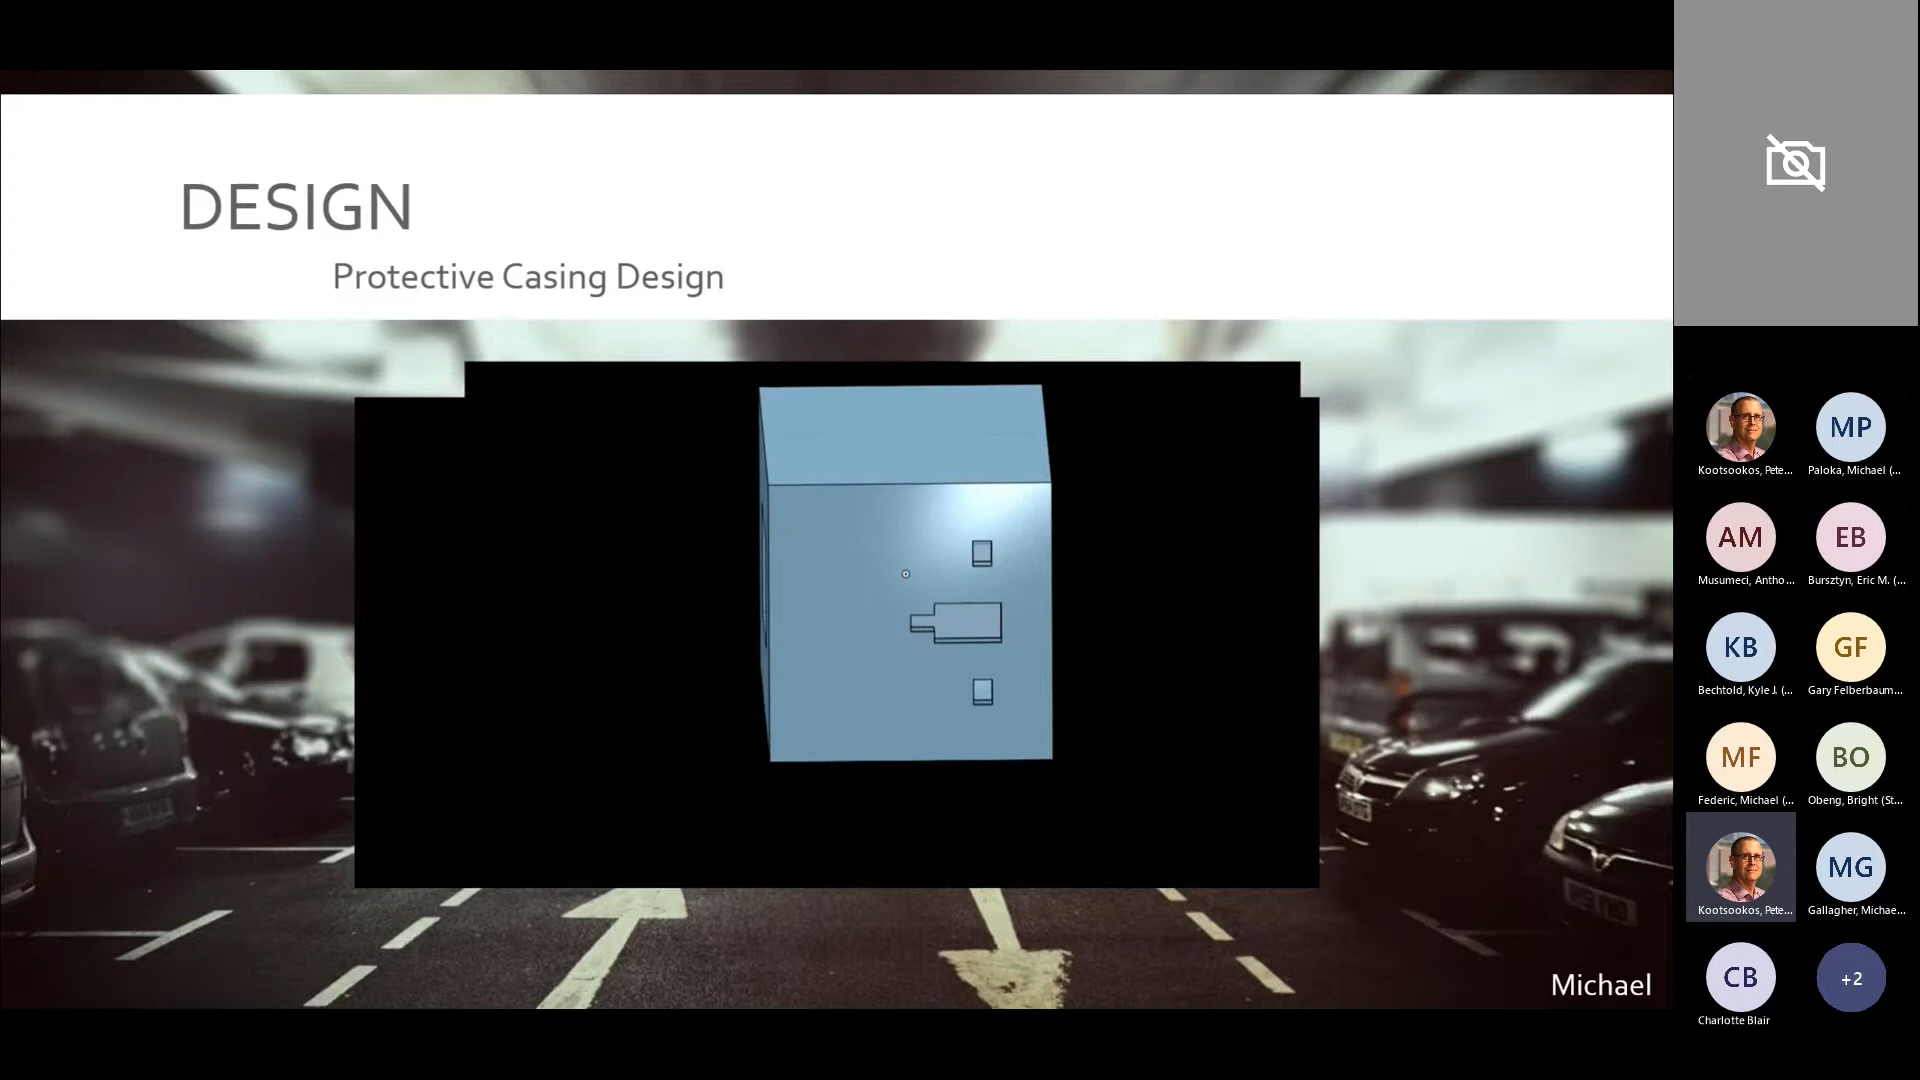 DESIGN
Protective Casing Design
Michael
MP
Kootsookos, Pete...
Paloka, Michael (...
AM
EB
Musumeci, Antho...
Bursztyn, Eric M. (...
KB
GF
Bechtold, Kyle J. (...
Gary Felberbaum...
MF
BO
Federic, Michael (...
Obeng, Bright (St...
MG
Kootsookos, Pete...
Gallagher, Michae...
CB
+2
Charlotte Blair